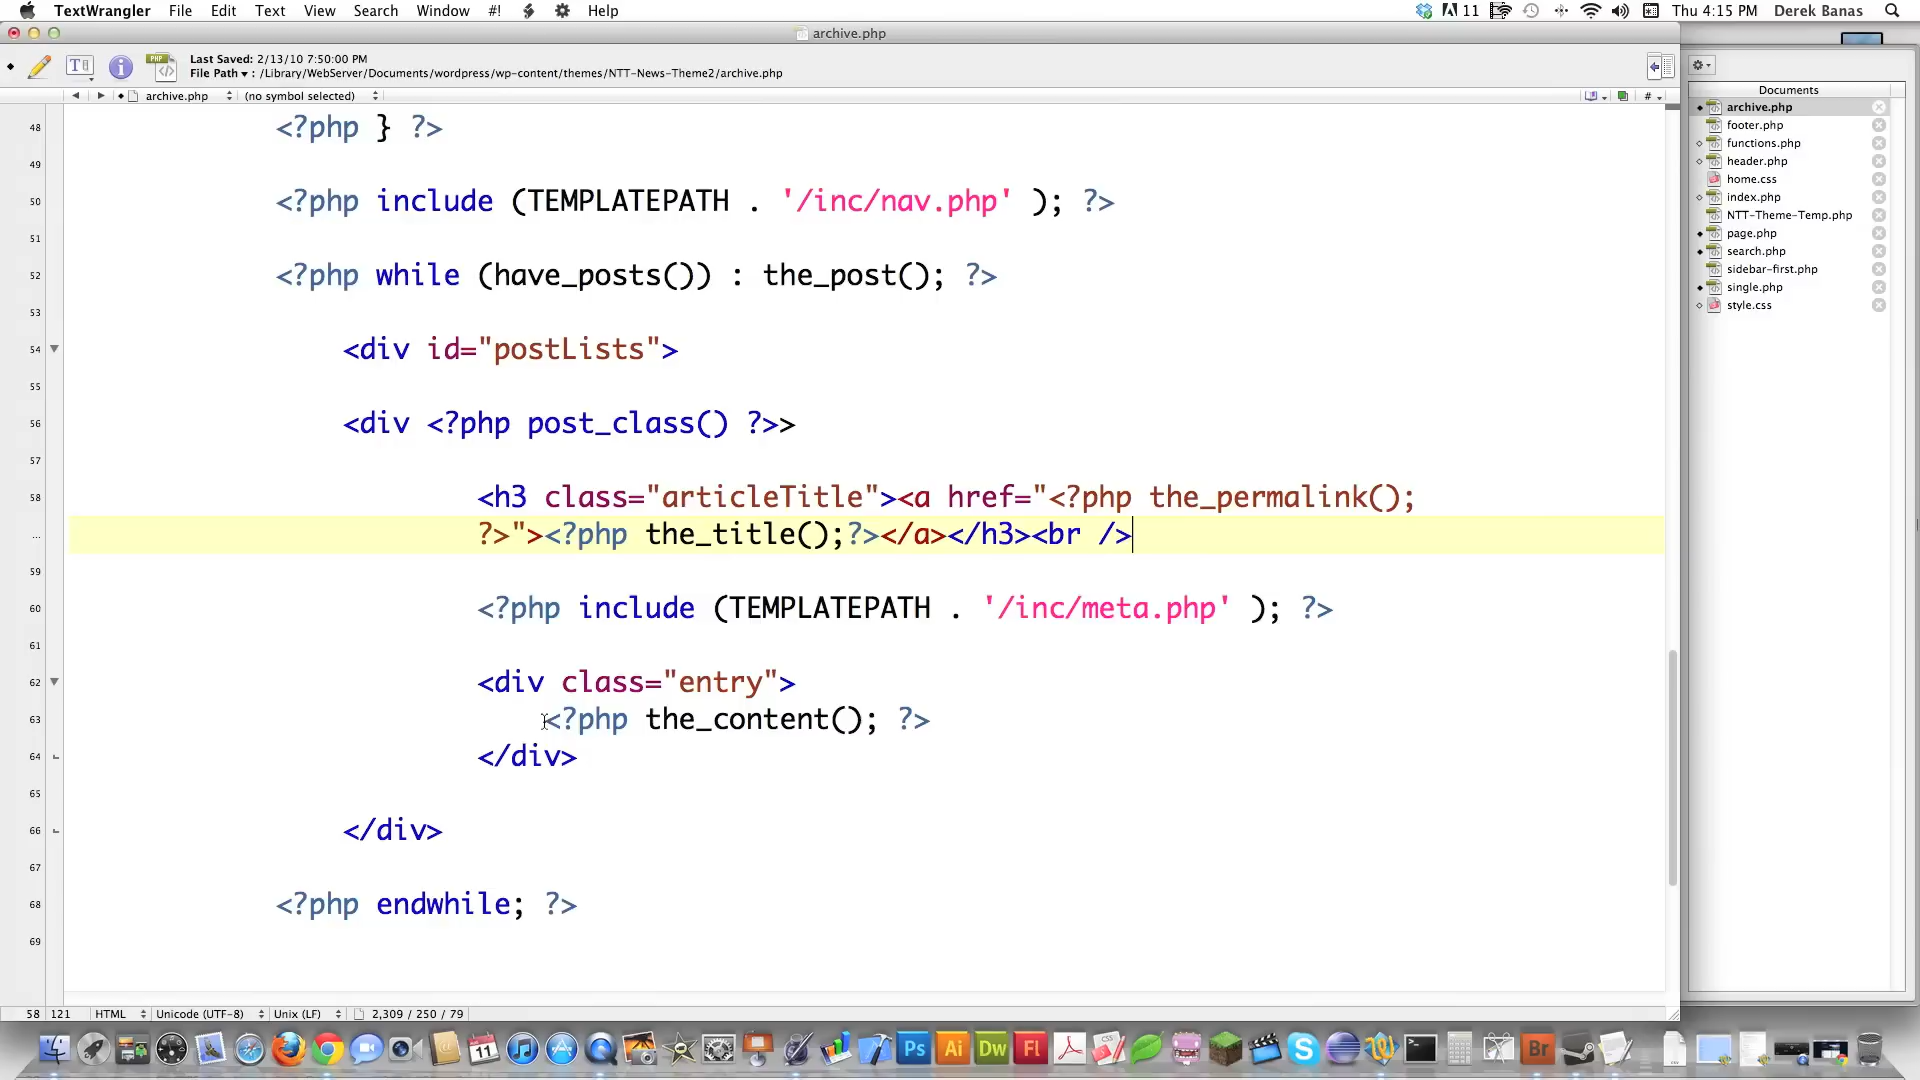 TextWrangler File Edit Text View Search Window #! Help 11 Thu 4:15 PM Derek Banas
archive.php
Last Saved: 2/13/10 7:50:00 PM
File Path ▾ : /Library/WebServer/Documents/wordpress/wp-content/themes/NTT-News-Theme2/archive.php
archive.php (no symbol selected) #
48 <?php } ?>
49
50 <?php include (TEMPLATEPATH . '/inc/nav.php' ); ?>
51
52 <?php while (have_posts()) : the_post(); ?>
53
54 <div id="postLists">
55
56 <div <?php post_class() ?>>
57
58 <h3 class="articleTitle"><a href="<?php the_permalink();
... ?>"><?php the_title();?></a></h3><br />
59
60 <?php include (TEMPLATEPATH . '/inc/meta.php' ); ?>
61
62 <div class="entry">
63 <?php the_content(); ?>
64 </div>
65
66 </div>
67
68 <?php endwhile; ?>
69
58 121 HTML Unicode (UTF-8) Unix (LF) 2,309 / 250 / 79
Documents
archive.php
footer.php
functions.php
header.php
home.css
index.php
NTT-Theme-Temp.php
page.php
search.php
sidebar-first.php
single.php
style.css
11 Ps Ai Dw Fl Br